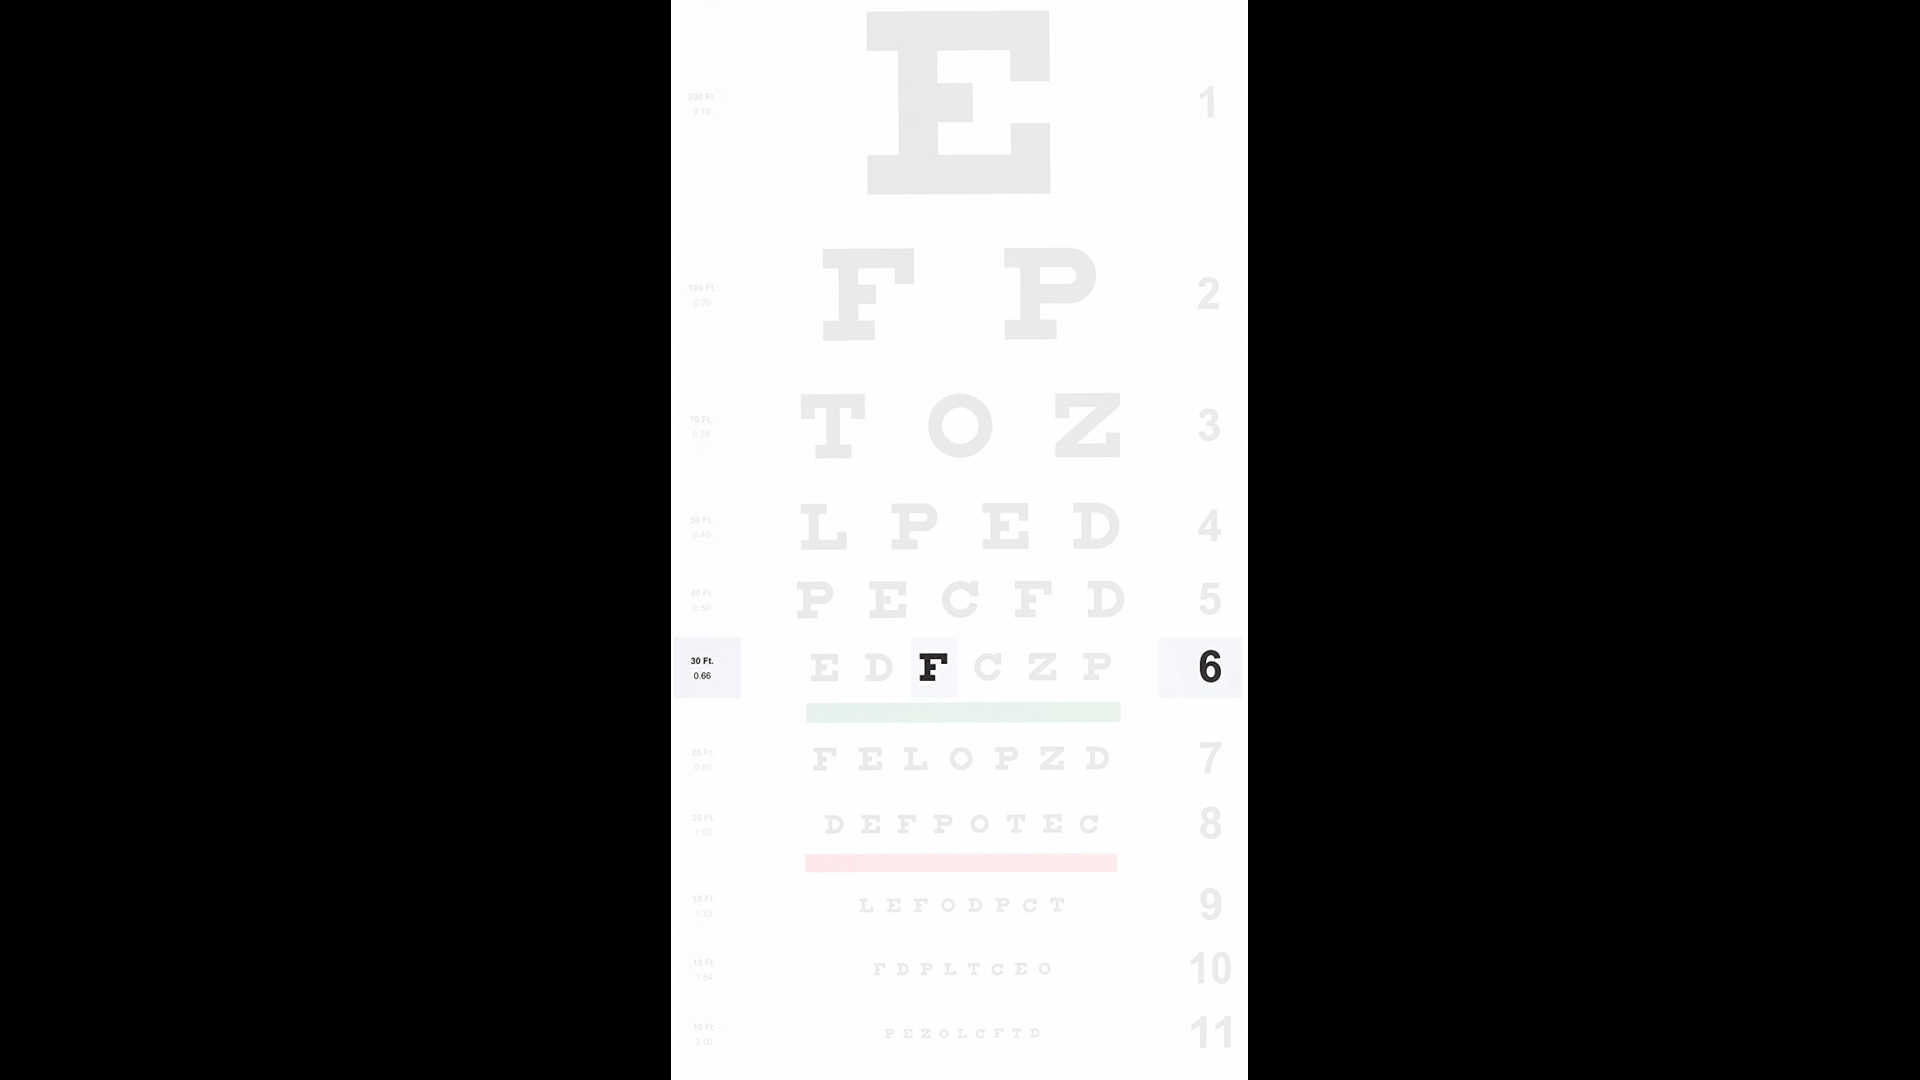 200 Ft.
0.10
E
1
100 Ft.
0.20
F P
2
70 Ft.
0.28
T O Z
3
50 Ft.
0.40
L P E D
4
40 Ft.
0.50
P E C F D
5
30 Ft.
0.66
E D F C Z P
6
25 Ft.
0.80
F E L O P Z D
7
20 Ft.
1.00
D E F P O T E C
8
15 Ft.
1.33
L E F O D P C T
9
13 Ft.
1.54
F D P L T C E O
10
10 Ft.
2.00
P E Z O L C F T D
11